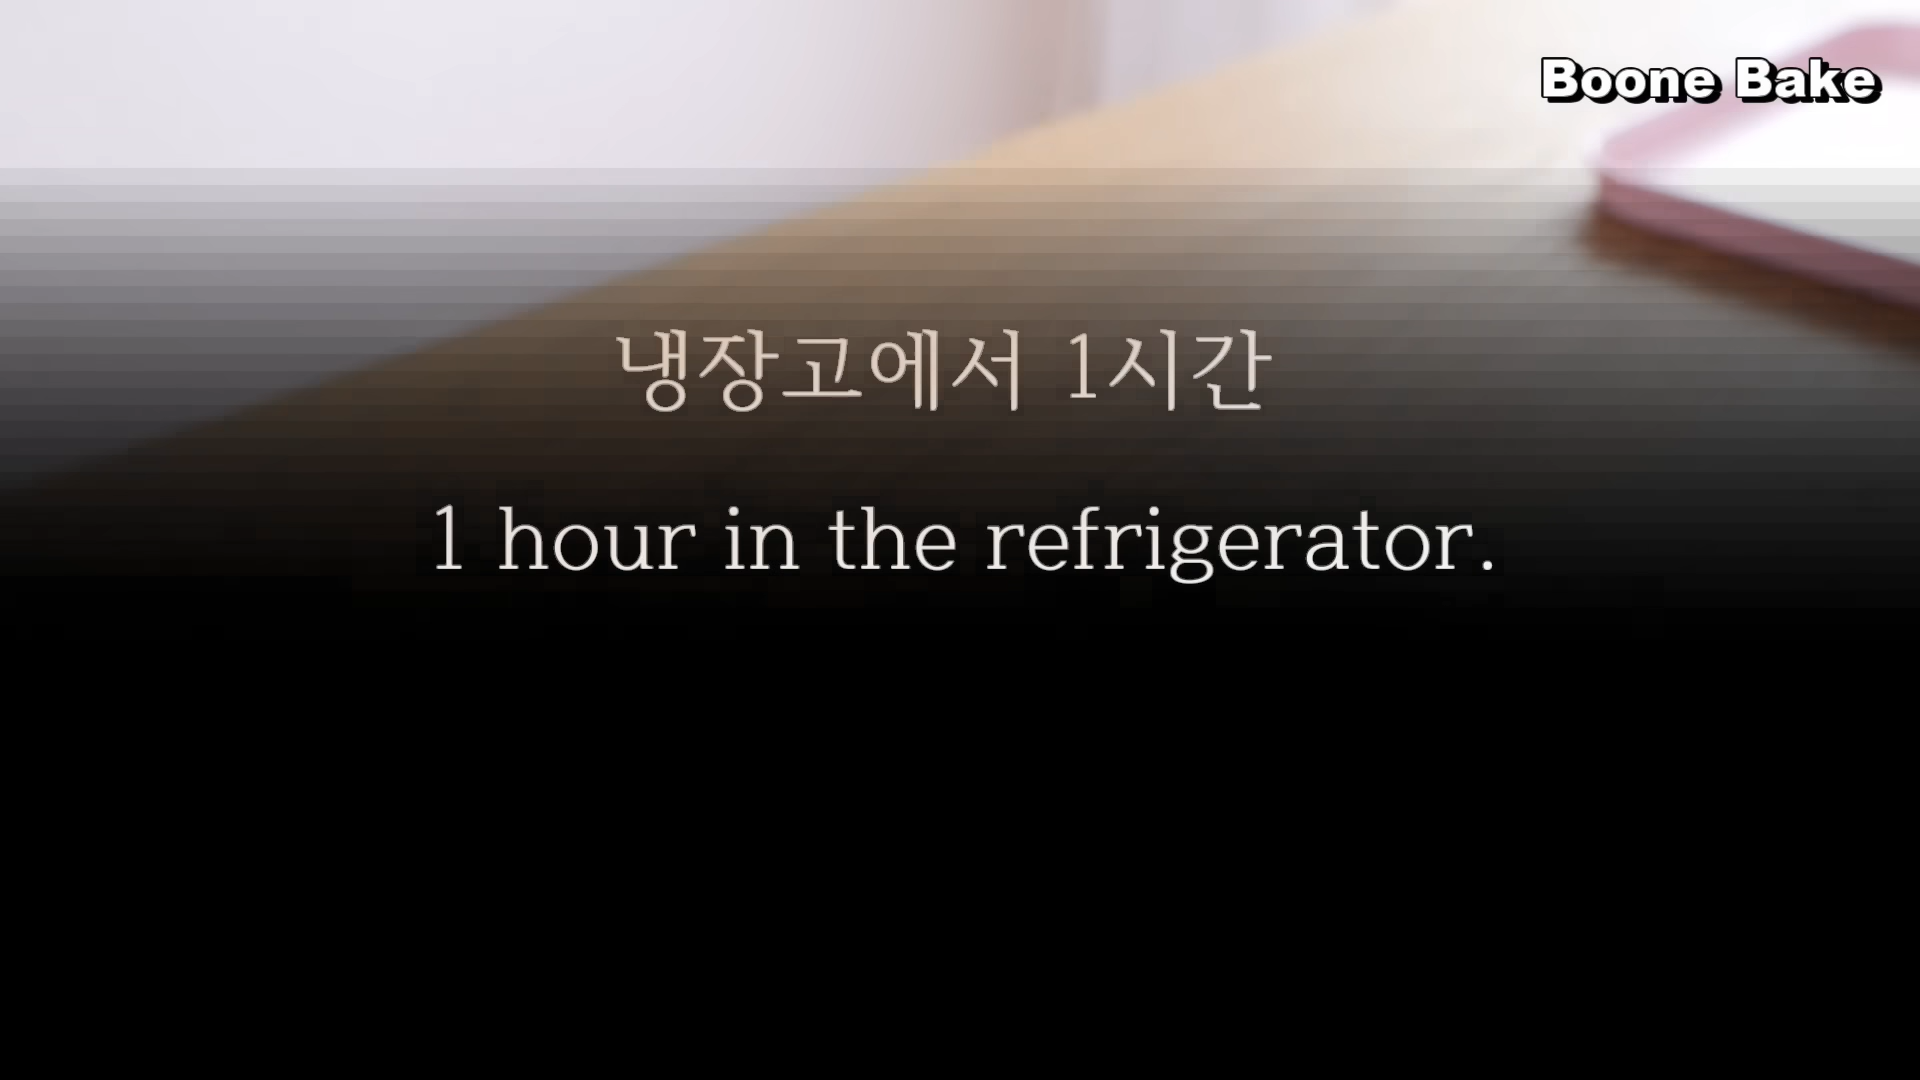 Boone Bake
냉장고에서 1시간
1 hour in the refrigerator.